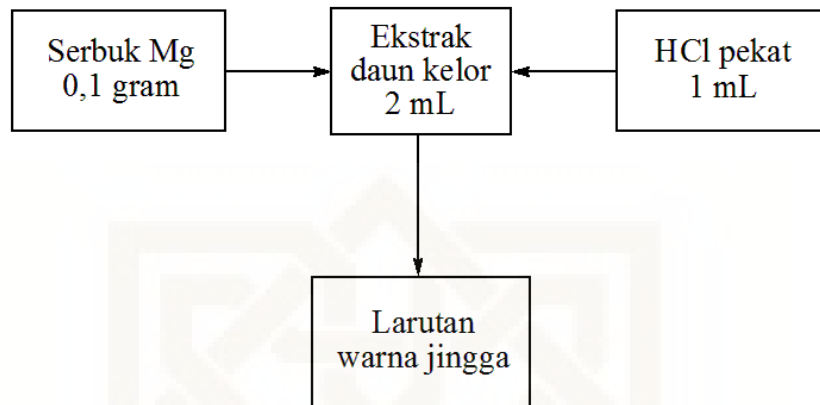 Serbuk Mg
0,1 gram
Ekstrak
daun kelor
2 mL
HCl pekat
1 mL
Larutan
warna jingga